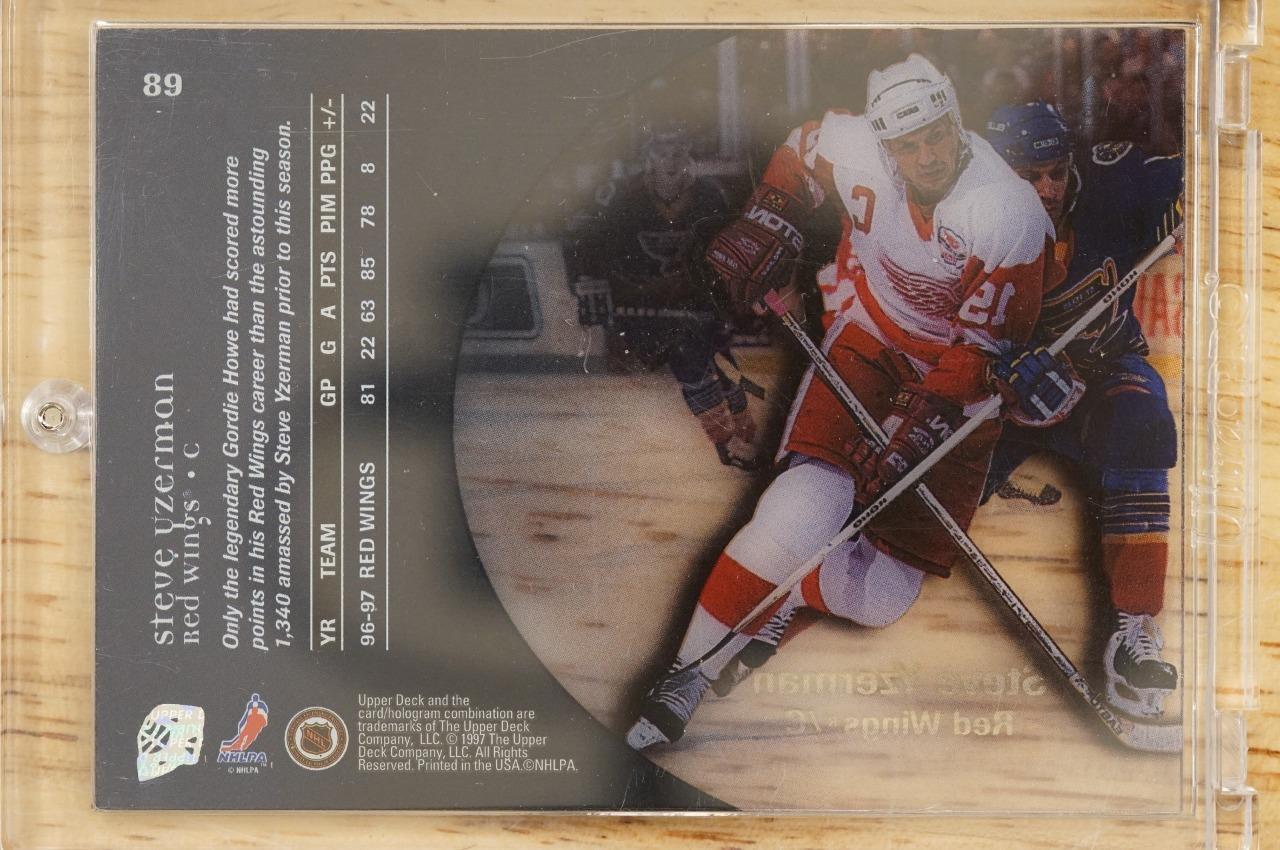 89
Steve Yzerman
Red Wings® • C
Only the legendary Gordie Howe had scored more
points in his Red Wings career than the astounding
1,340 amassed by Steve Yzerman prior to this season.
YR TEAM GP G A PTS PIM PPG +/-
96-97 RED WINGS 81 22 63 85 78 8 22
UPPER D
NHLPA™
© NHLPA
NHL
Upper Deck and the
card/hologram combination are
trademarks of The Upper Deck
Company, LLC. © 1997 The Upper
Deck Company, LLC. All Rights
Reserved. Printed in the USA.©NHLPA.
C
19
Steve Yzerman
Red Wings®/C